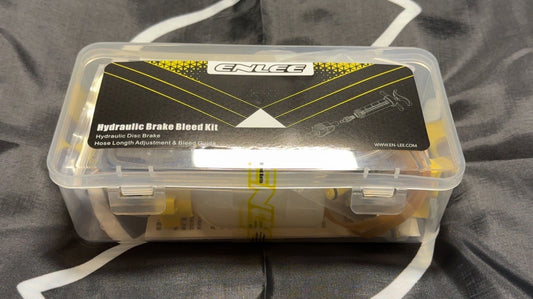 ENLEE
Hydraulic Brake Bleed Kit
Hydraulic Disc Brake
Hose Length Adjustment & Bleed Guide
WWW.EN-LEE.COM